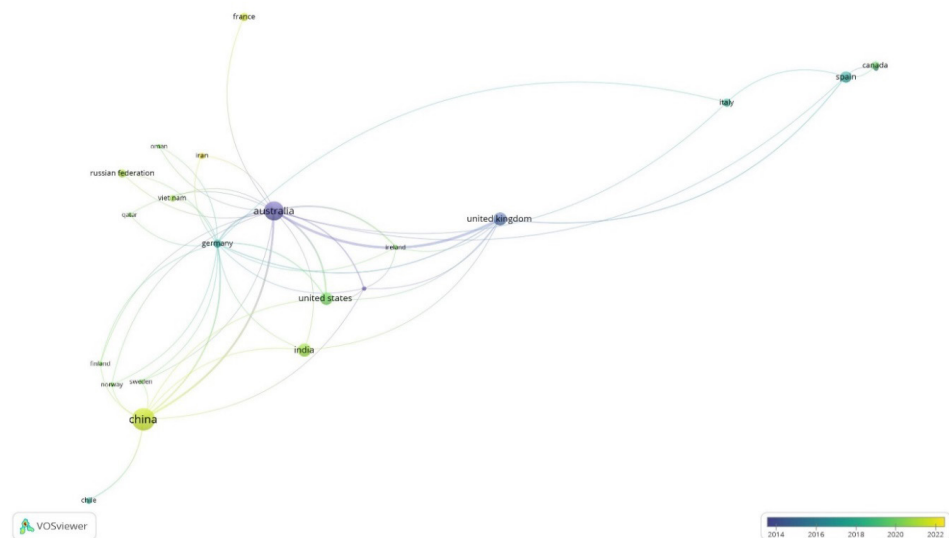 france
canada
spain
italy
oman
iran
russian federation
viet nam
qatar
australia
united kingdom
germany
ireland
united states
india
finland
norway
sweden
china
chile
VOSviewer
2014 2016 2018 2020 2022